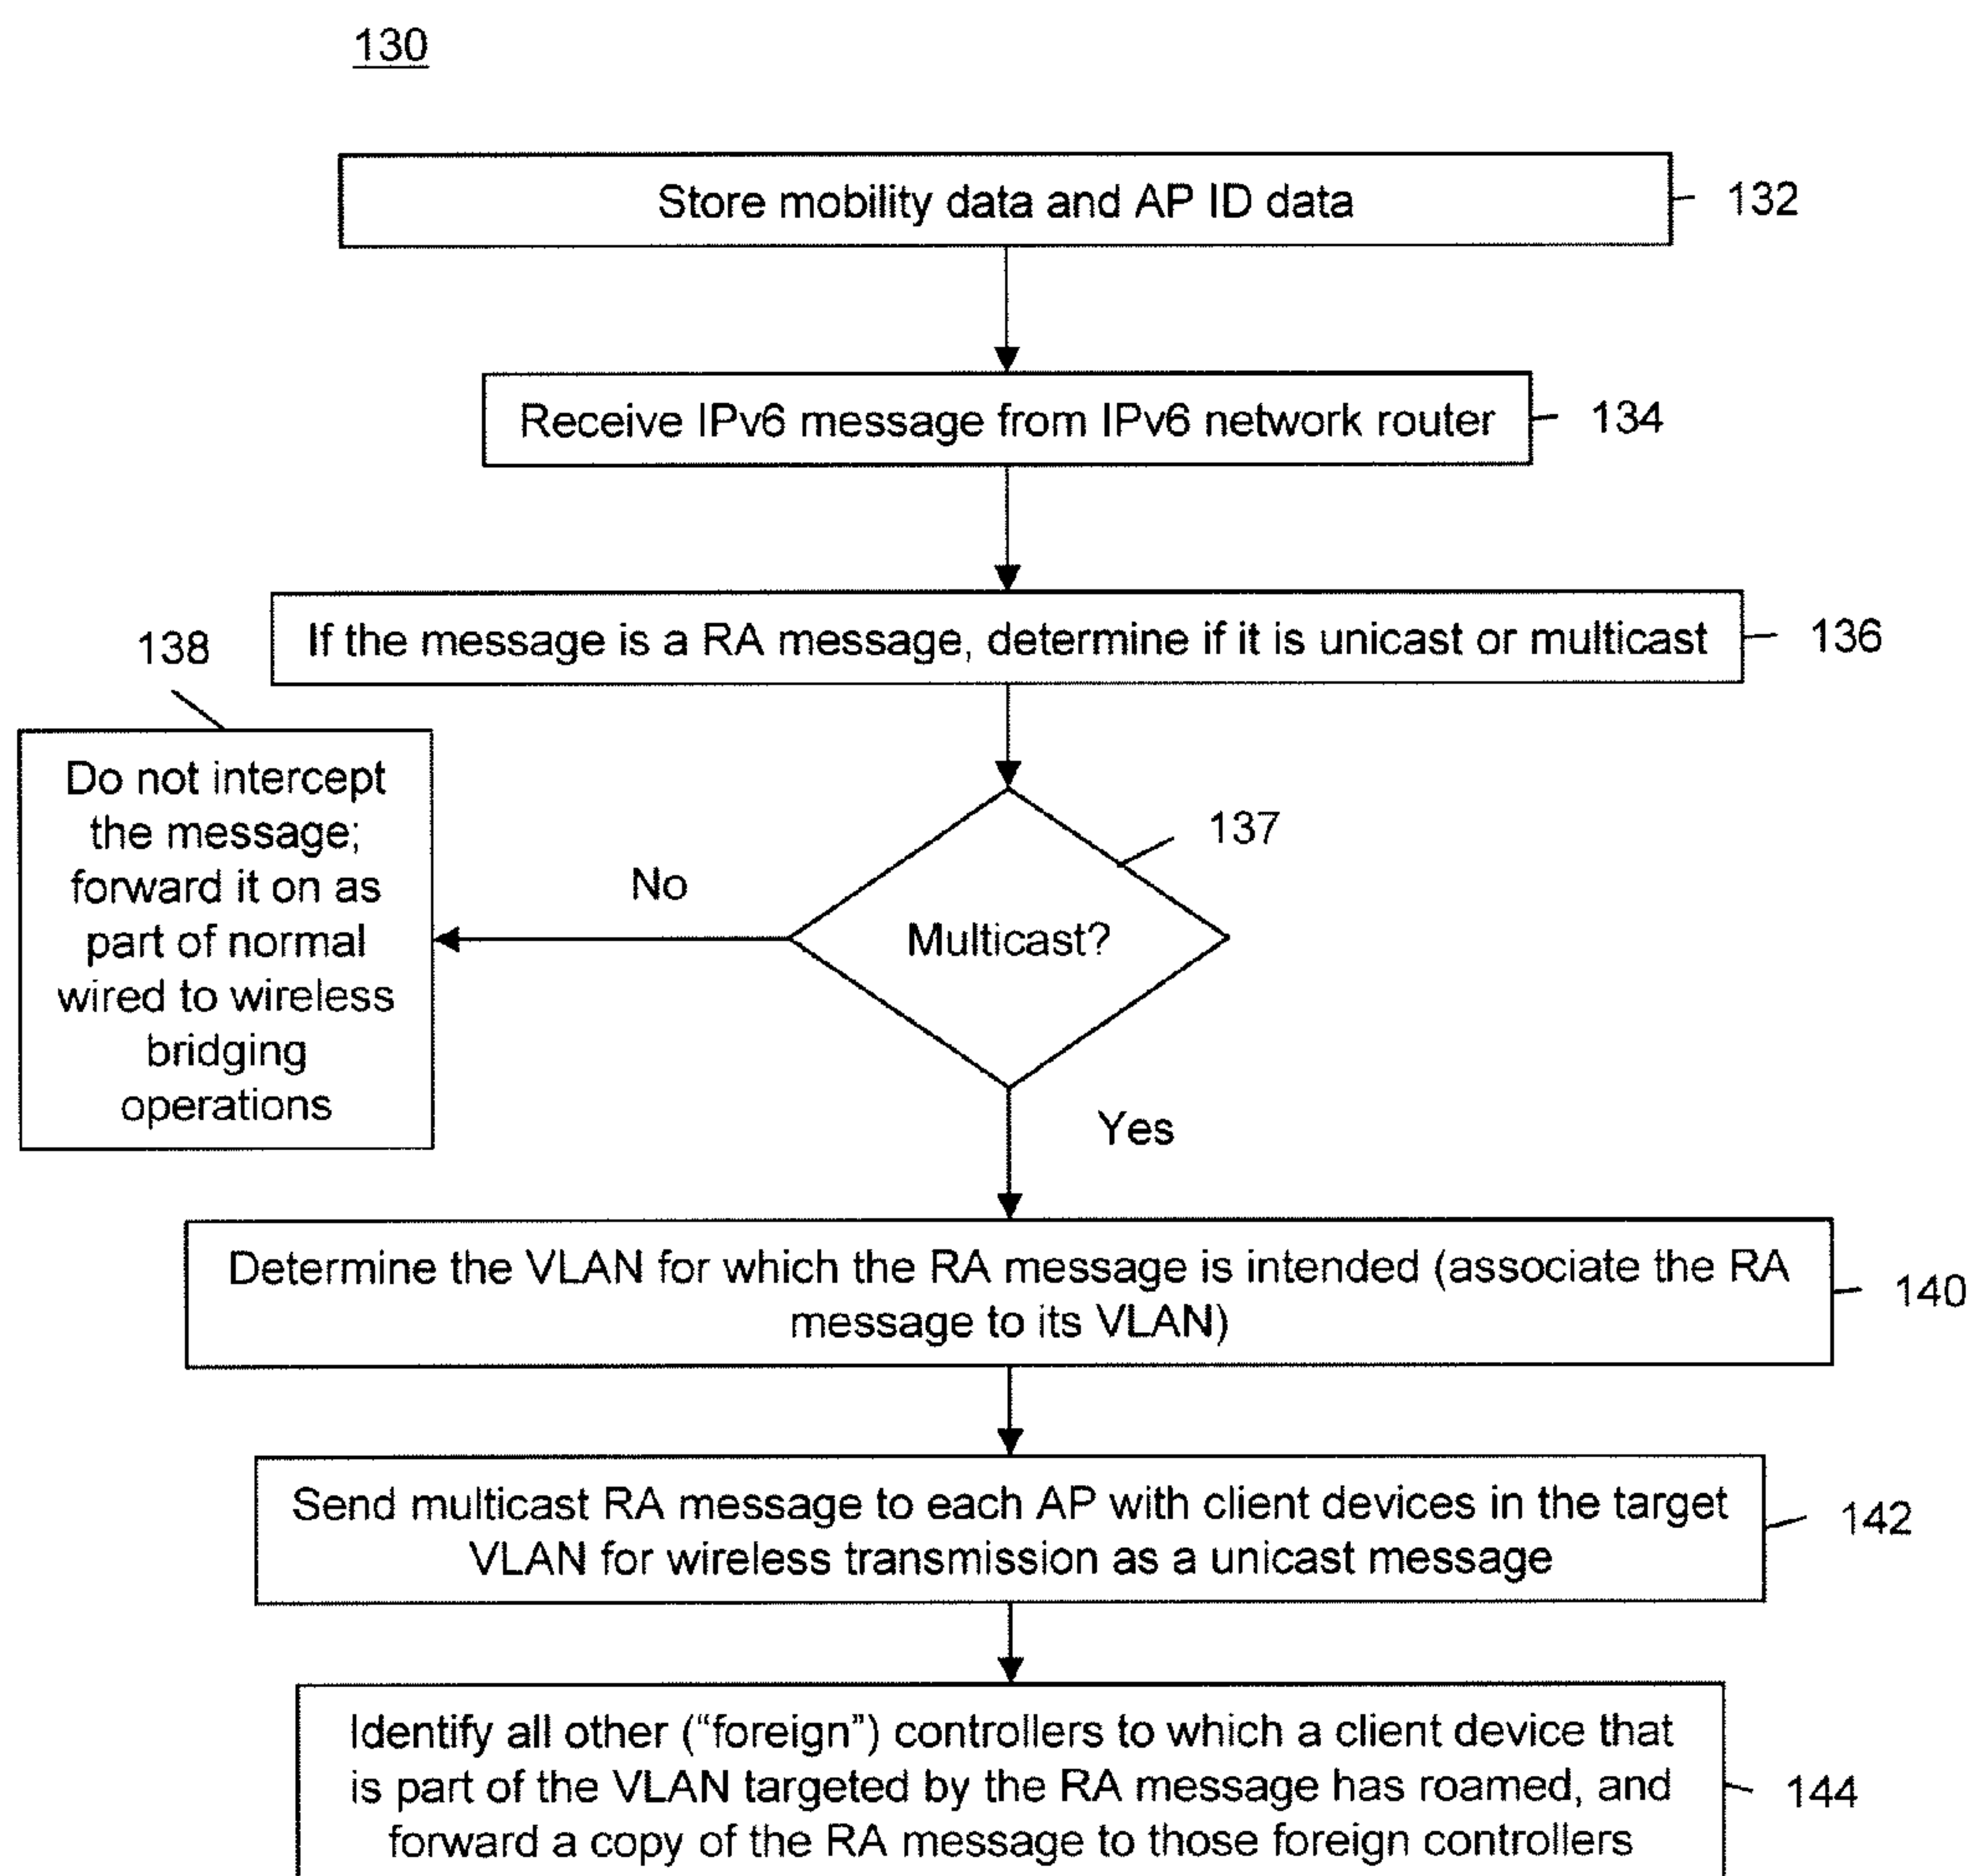 130
Store mobility data and AP ID data
132
Receive IPv6 message from IPv6 network router
134
If the message is a RA message, determine if it is unicast or multicast
136
138
Do not intercept
the message;
forward it on as
part of normal
wired to wireless
bridging
operations
No
Multicast?
137
Yes
Determine the VLAN for which the RA message is intended (associate the RA
message to its VLAN)
140
Send multicast RA message to each AP with client devices in the target
VLAN for wireless transmission as a unicast message
142
Identify all other (“foreign”) controllers to which a client device that
is part of the VLAN targeted by the RA message has roamed, and
forward a copy of the RA message to those foreign controllers
144